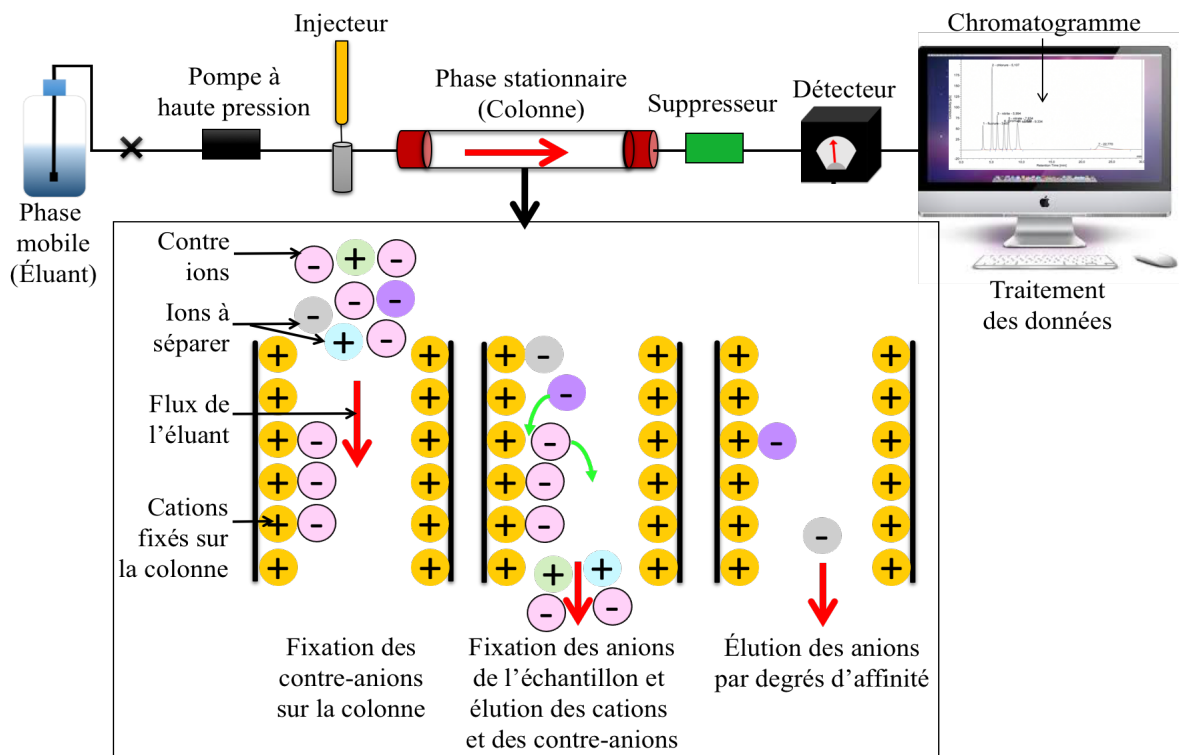 Injecteur
Chromatogramme
Pompe à
haute pression
Phase stationnaire
(Colonne)
Suppresseur
Détecteur
Phase
mobile
(Éluant)
Traitement
des données
Contre
ions
Ions à
séparer
Flux de
l’éluant
Cations
fixés sur
la colonne
Fixation des
contre-anions
sur la colonne
Fixation des anions
de l’échantillon et
élution des cations
et des contre-anions
Élution des anions
par degrés d’affinité